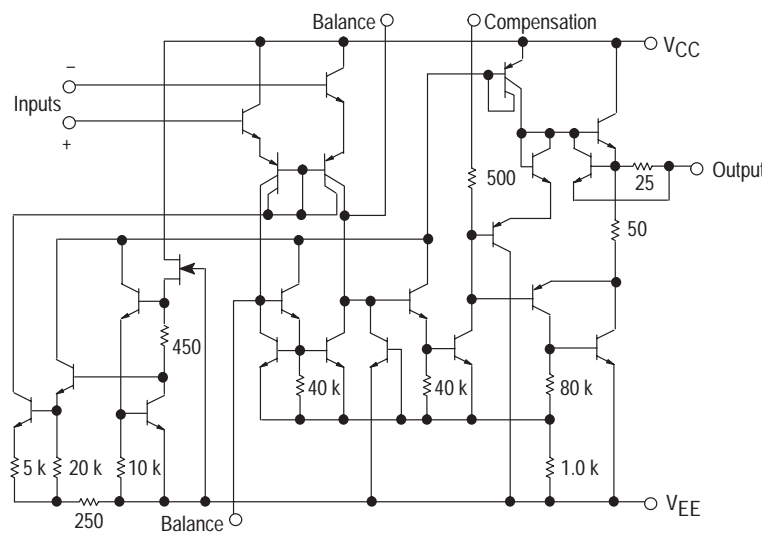 Balance
Compensation
VCC
−
Inputs
+
500
25
Output
50
450
40 k
40 k
80 k
5 k
20 k
10 k
1.0 k
250
Balance
VEE